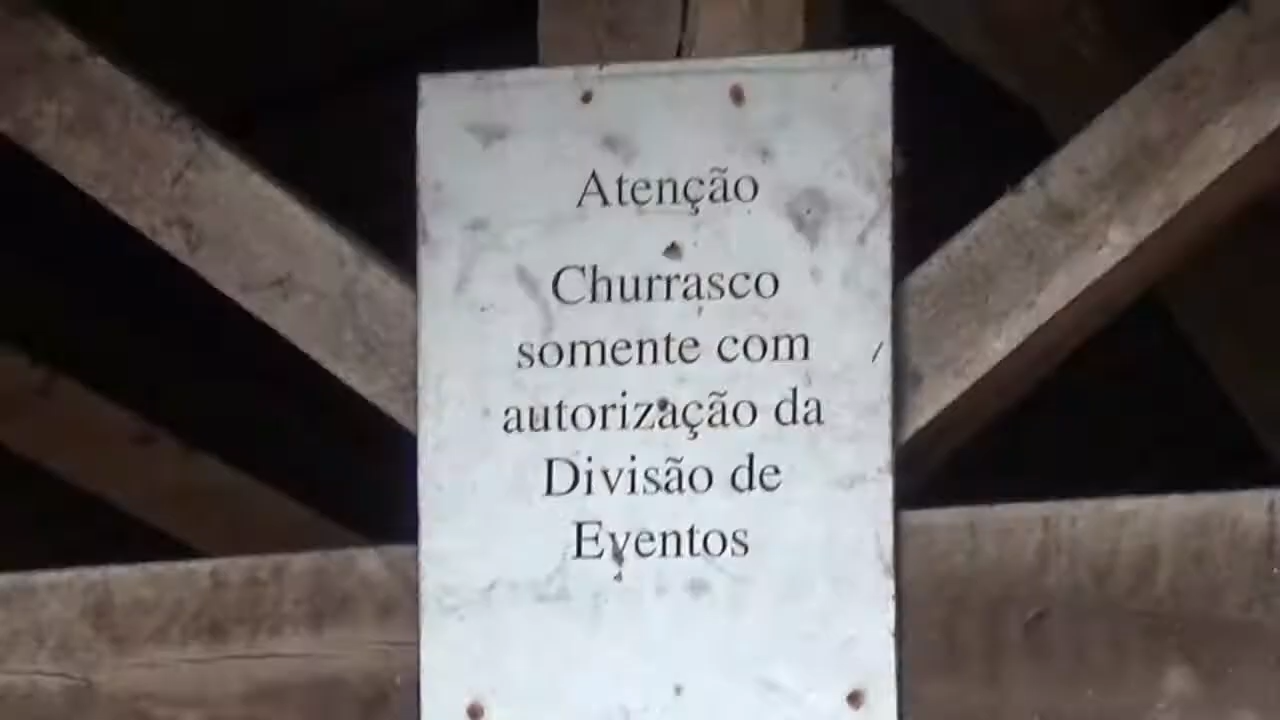 Atenção
Churrasco
somente com
autorização da
Divisão de
Eventos